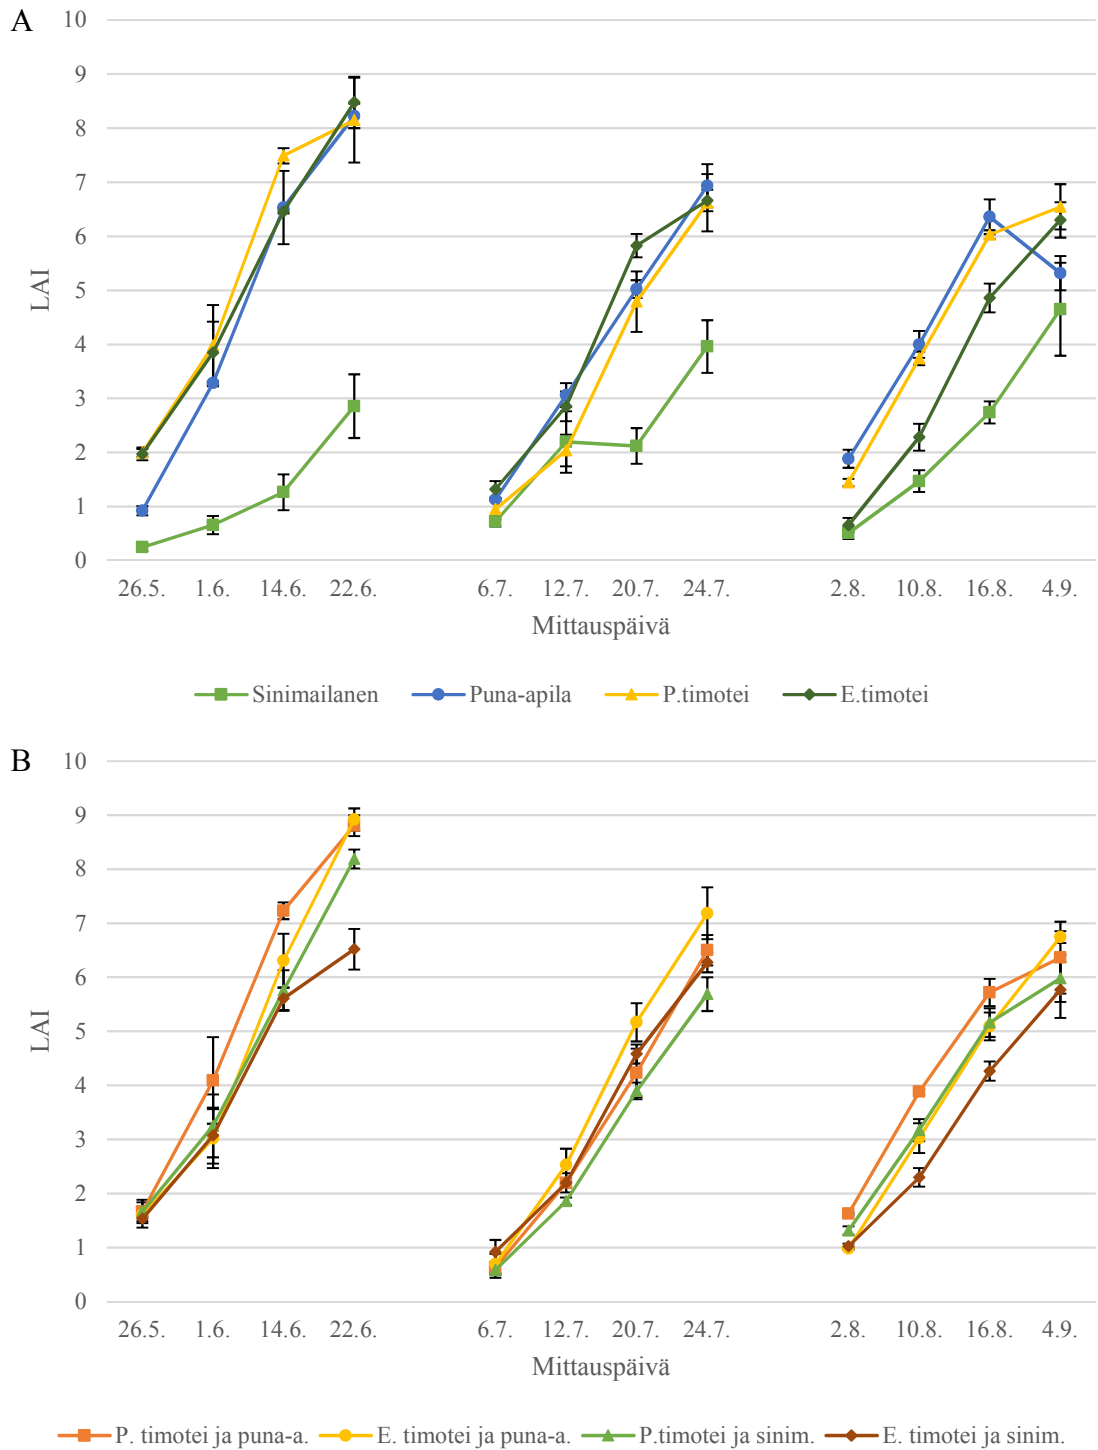 A
10
9
8
7
6
5
4
3
2
1
0
LAI
26.5. 1.6. 14.6. 22.6. 6.7. 12.7. 20.7. 24.7. 2.8. 10.8. 16.8. 4.9.
Mittauspäivä
Sinimailanen Puna-apila P.timotei E.timotei
B
10
9
8
7
6
5
4
3
2
1
0
LAI
26.5. 1.6. 14.6. 22.6. 6.7. 12.7. 20.7. 24.7. 2.8. 10.8. 16.8. 4.9.
Mittauspäivä
P. timotei ja puna-a. E. timotei ja puna-a. P.timotei ja sinim. E. timotei ja sinim.